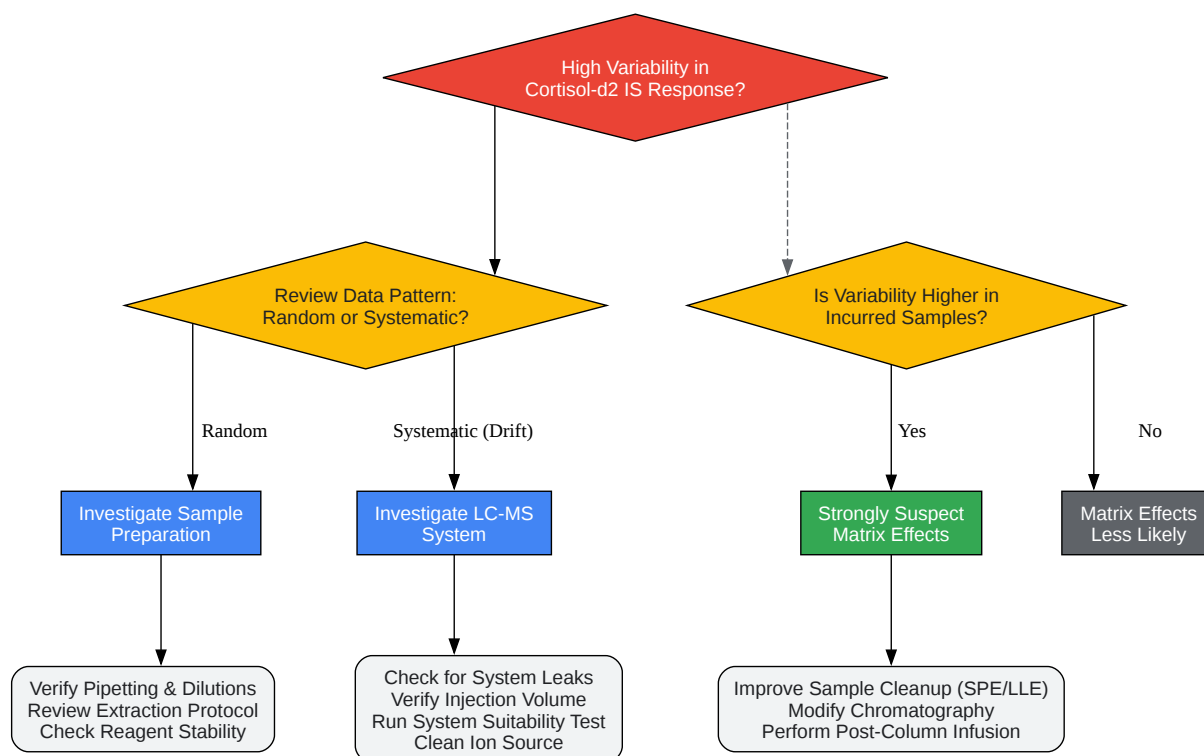 High Variability in
Cortisol-d2 IS Response?
Review Data Pattern:
Random or Systematic?
Is Variability Higher in
Incurred Samples?
Random
Systematic (Drift)
Yes
No
Investigate Sample
Preparation
Investigate LC-MS
System
Strongly Suspect
Matrix Effects
Matrix Effects
Less Likely
Verify Pipetting & Dilutions
Review Extraction Protocol
Check Reagent Stability
Check for System Leaks
Verify Injection Volume
Run System Suitability Test
Clean Ion Source
Improve Sample Cleanup (SPE/LLE)
Modify Chromatography
Perform Post-Column Infusion